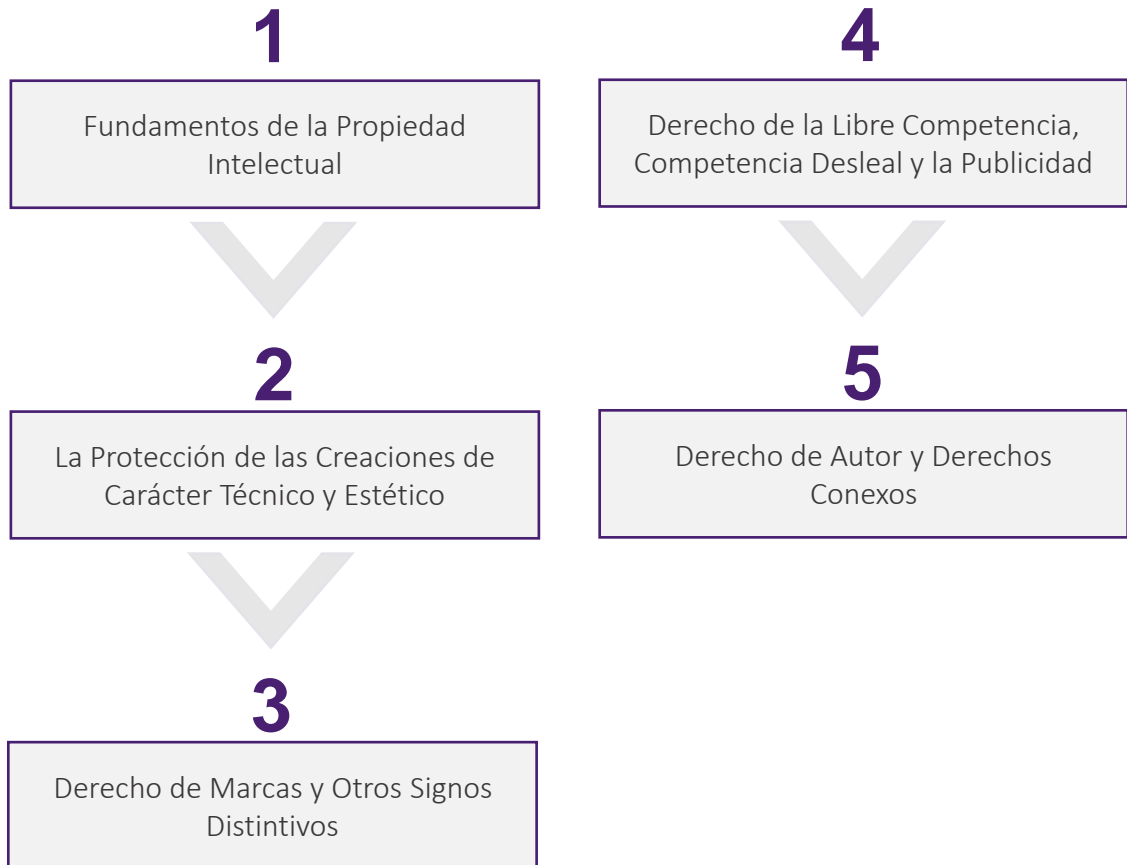 1
Fundamentos de la Propiedad
Intelectual
2
La Protección de las Creaciones de
Carácter Técnico y Estético
3
Derecho de Marcas y Otros Signos
Distintivos
4
Derecho de la Libre Competencia,
Competencia Desleal y la Publicidad
5
Derecho de Autor y Derechos
Conexos